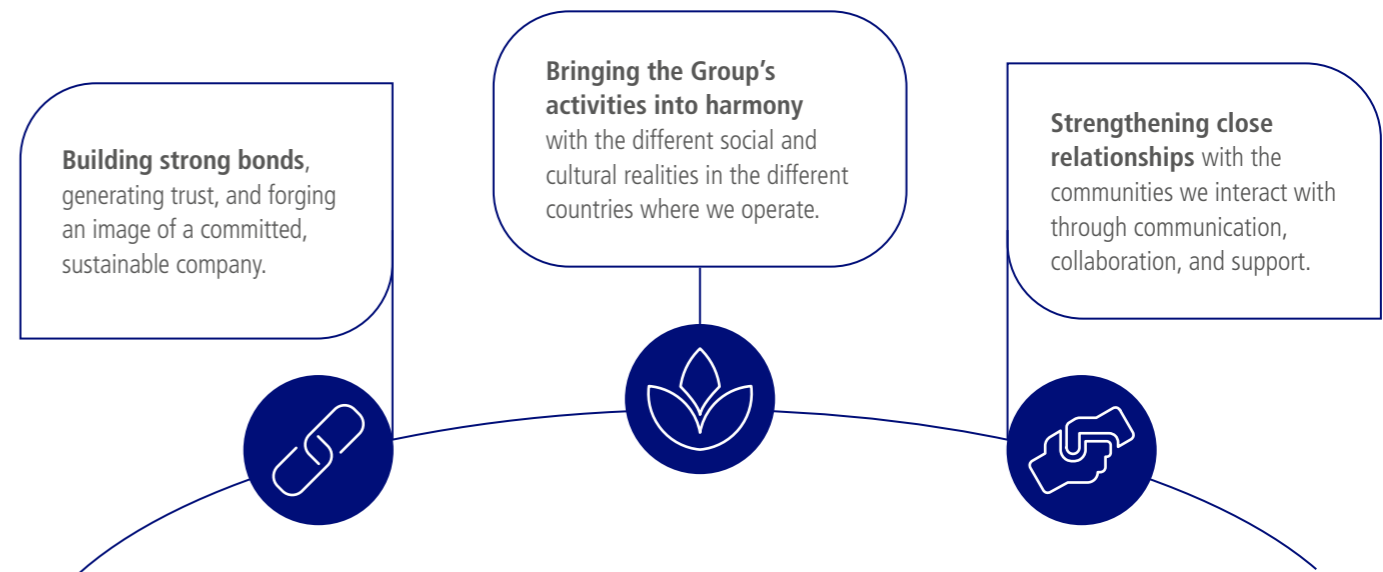 Building strong bonds,
generating trust, and forging
an image of a committed,
sustainable company.
Bringing the Group’s
activities into harmony
with the different social and
cultural realities in the different
countries where we operate.
Strengthening close
relationships with the
communities we interact with
through communication,
collaboration, and support.